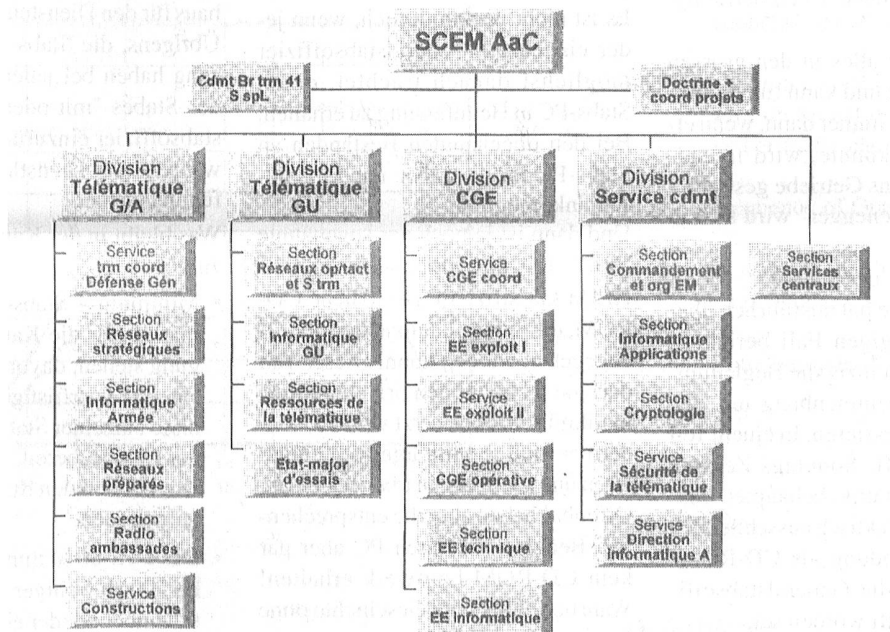 SCEM AaC
Cdmt Br trm 41
S spL
Doctrine +
coord projets
Division
Télématique
G/A
Service
trm coord
Défense Gén
Section
Réseaux
stratégiques
Section
Informatique
Armée
Section
Réseaux
préparés
Section
Radio
ambassades
Service
Constructions
Division
Télématique
GU
Section
Réseaux op/tact
et S trm
Section
Informatique
GU
Section
Ressources de
la télématique
Etat-major
d'essais
Division
CGE
Service
CGE coord
Section
EE exploit I
Service
EE exploit II
Section
CGE opérative
Section
EE technique
Section
EE informatique
Division
Service cdmt
Section
Commandement
et org EM
Section
Informatique
Applications
Section
Cryptologie
Service
Sécurité de
la télématique
Service
Direction
informatique A
Section
Services
centraux